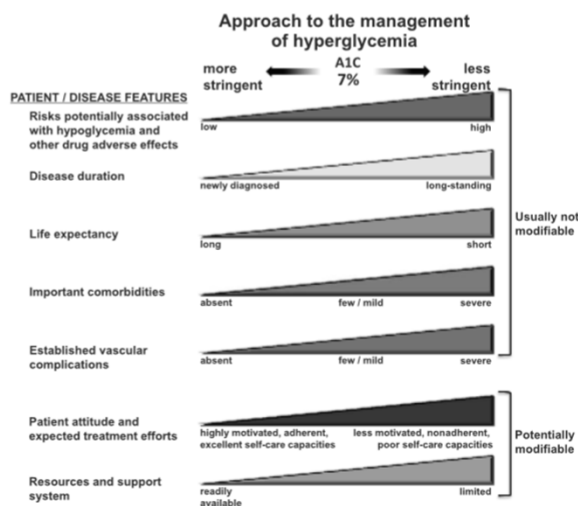 Approach to the management
of hyperglycemia
more
stringent
A1C
7%
less
stringent
PATIENT / DISEASE FEATURES
Risks potentially associated
with hypoglycemia and
other drug adverse effects
low
high
Disease duration
newly diagnosed
long-standing
Life expectancy
long
short
Usually not
modifiable
Important comorbidities
absent
few / mild
severe
Established vascular
complications
absent
few / mild
severe
Patient attitude and
expected treatment efforts
highly motivated, adherent,
excellent self-care capacities
less motivated, nonadherent,
poor self-care capacities
Potentially
modifiable
Resources and support
system
readily
available
limited